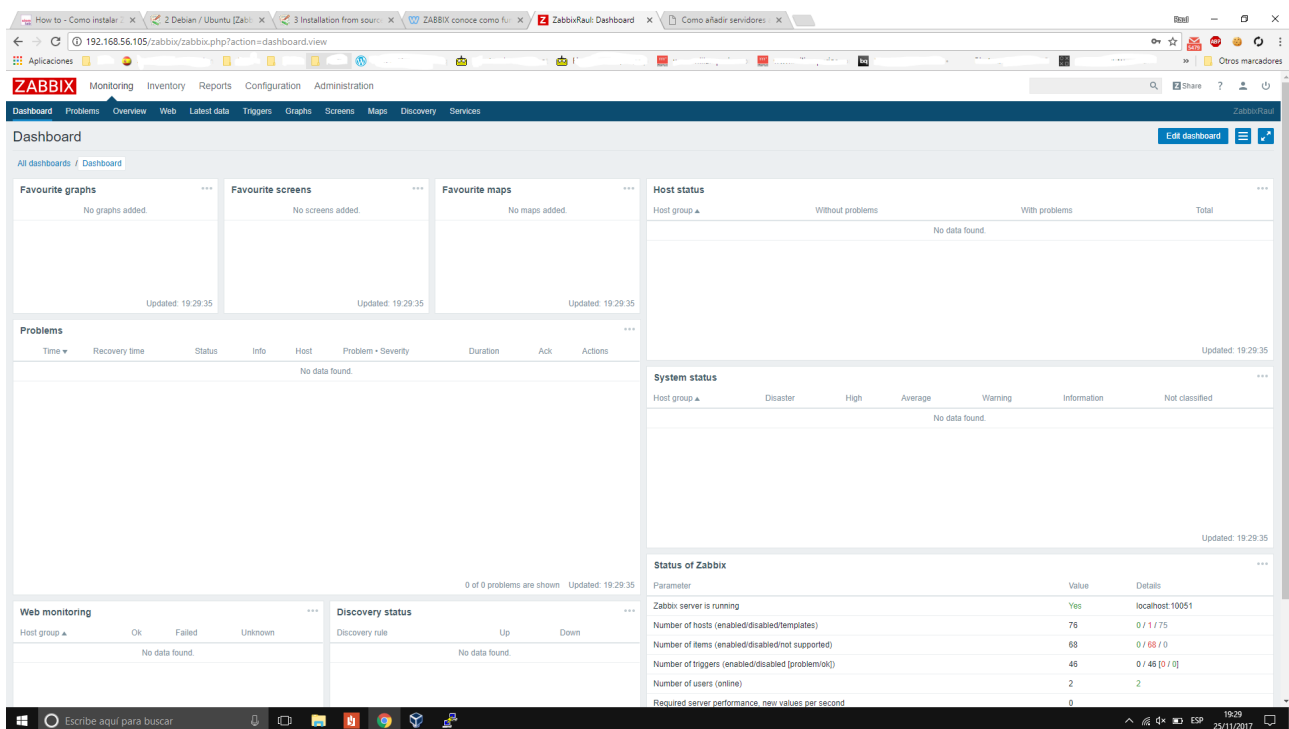 How to - Como instalar Z
2 Debian / Ubuntu [Zabb
3 Installation from sourc
ZABBIX conoce como fu
ZabbixRaul: Dashboard
Como añadir servidores
Raul
192.168.56.105/zabbix/zabbix.php?action=dashboard.view
5479
ABP
Aplicaciones
bq
Otros marcadores
ZABBIX Monitoring Inventory Reports Configuration Administration
Z Share ?
Dashboard Problems Overview Web Latest data Triggers Graphs Screens Maps Discovery Services
ZabbixRaul
Dashboard
Edit dashboard
All dashboards / Dashboard
Favourite graphs
No graphs added.
Updated: 19:29:35
Favourite screens
No screens added.
Updated: 19:29:35
Favourite maps
No maps added.
Updated: 19:29:35
Host status
Host group Without problems With problems Total
No data found.
Updated: 19:29:35
Problems
Time Recovery time Status Info Host Problem • Severity Duration Ack Actions
No data found.
0 of 0 problems are shown Updated: 19:29:35
System status
Host group Disaster High Average Warning Information Not classified
No data found.
Updated: 19:29:35
Status of Zabbix
Parameter Value Details
Zabbix server is running Yes localhost:10051
Number of hosts (enabled/disabled/templates) 76 0 / 1 / 75
Number of items (enabled/disabled/not supported) 68 0 / 68 / 0
Number of triggers (enabled/disabled [problem/ok]) 46 0 / 46 [0 / 0]
Number of users (online) 2 2
Required server performance, new values per second 0
Web monitoring
Host group Ok Failed Unknown
No data found.
Discovery status
Discovery rule Up Down
No data found.
Escribe aquí para buscar
ESP
19:29
25/11/2017